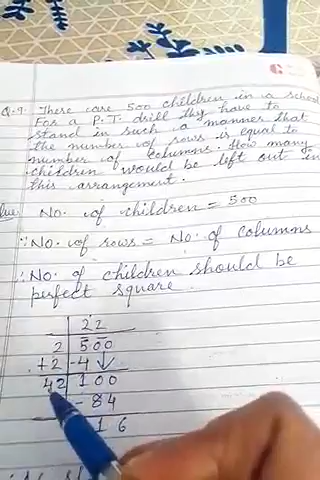 Q.9. There are 500 children in a school
For a P.T. drill they have to
stand in such a manner that
the number of rows is equal to
number of columns. How many
children would be left out in
this arrangement.
No. of children = 500
∵ No. of rows = No. of columns
∴ No. of children should be
perfect square.
22
2 500
+2 -4 ↓
42 100
-84
16